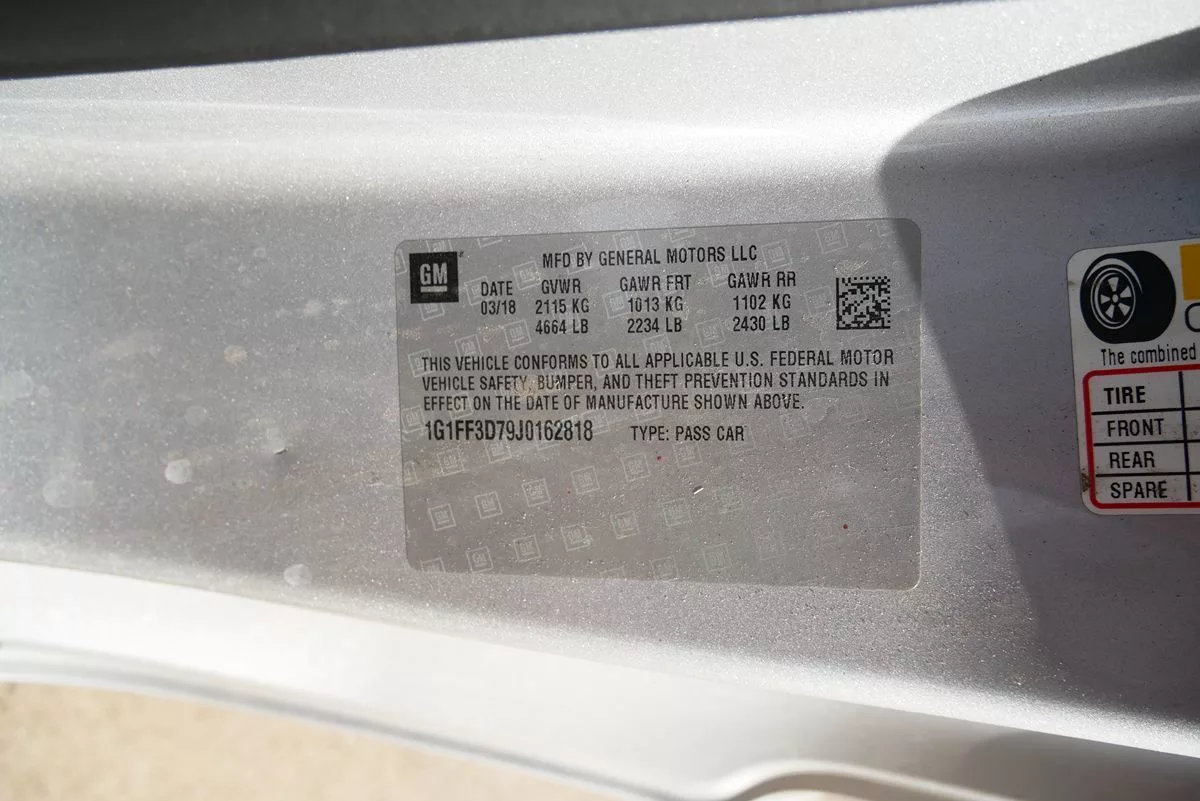 GM
MFD BY GENERAL MOTORS LLC
DATE GVWR GAWR FRT GAWR RR
03/18 2115 KG 1013 KG 1102 KG
4664 LB 2234 LB 2430 LB
THIS VEHICLE CONFORMS TO ALL APPLICABLE U.S. FEDERAL MOTOR
VEHICLE SAFETY, BUMPER, AND THEFT PREVENTION STANDARDS IN
EFFECT ON THE DATE OF MANUFACTURE SHOWN ABOVE.
1G1FF3D79J0162818 TYPE: PASS CAR
The combined
TIRE
FRONT
REAR
SPARE